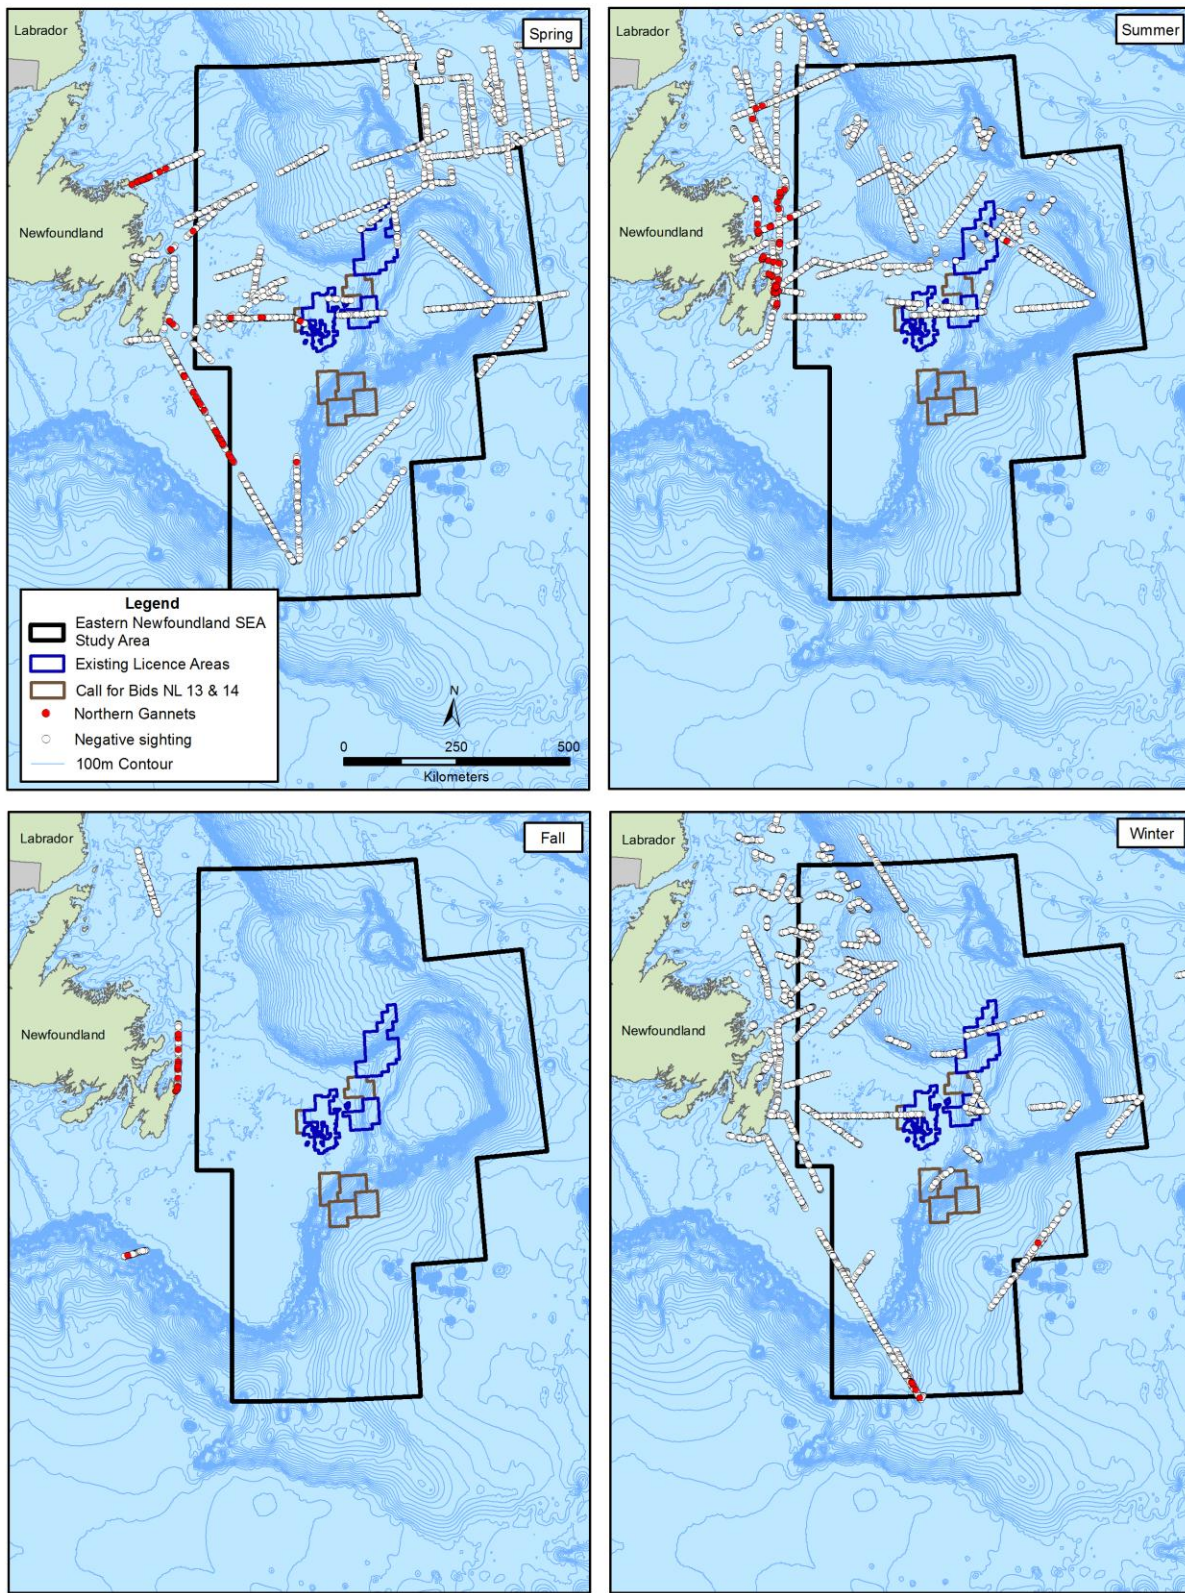 Labrador
Spring
Newfoundland
Legend
Eastern Newfoundland SEA
Study Area
Existing Licence Areas
Call for Bids NL 13 & 14
Northern Gannets
Negative sighting
100m Contour
N
0 250 500
Kilometers
Labrador
Summer
Newfoundland
Labrador
Fall
Newfoundland
Labrador
Winter
Newfoundland